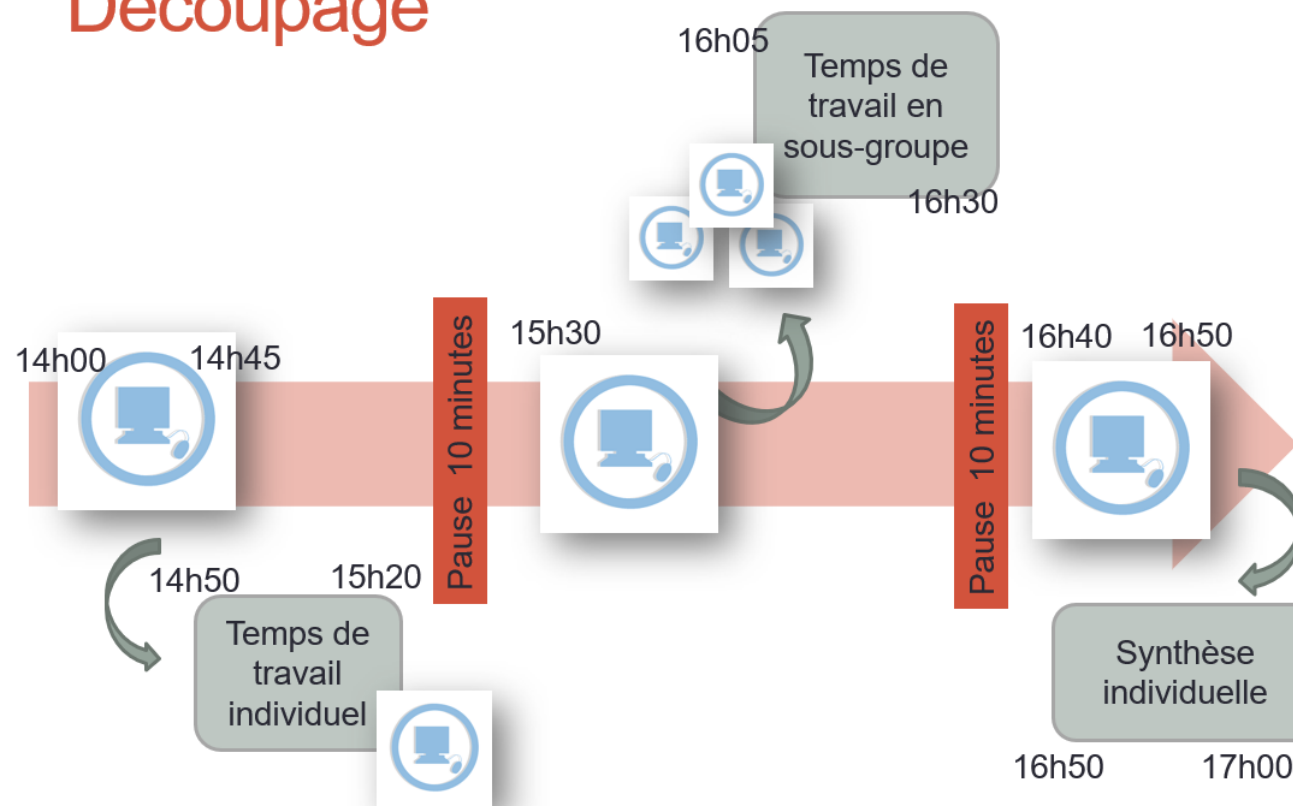 Découpage
16h05
Temps de
travail en
sous-groupe
16h30
14h00
14h45
Pause 10 minutes
15h30
Pause 10 minutes
16h40
16h50
14h50
15h20
Temps de
travail
individuel
Synthèse
individuelle
16h50
17h00